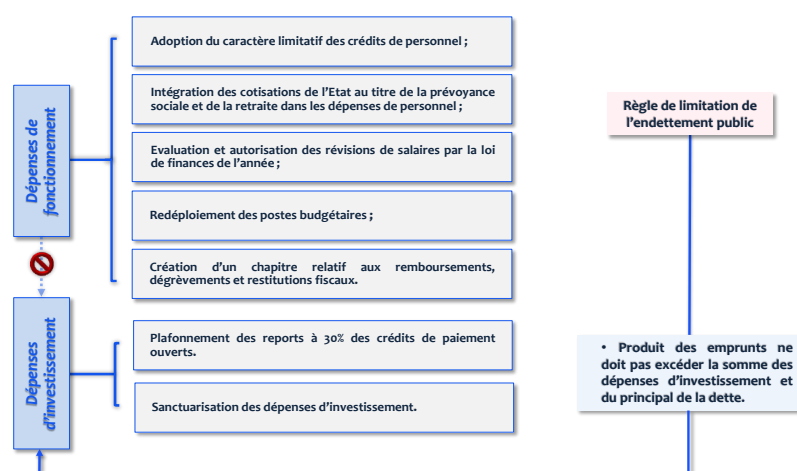 Dépenses de
fonctionnement
Adoption du caractère limitatif des crédits de personnel ;
Intégration des cotisations de l'Etat au titre de la prévoyance
sociale et de la retraite dans les dépenses de personnel ;
Evaluation et autorisation des révisions de salaires par la loi
de finances de l'année ;
Redéploiement des postes budgétaires ;
Création d'un chapitre relatif aux remboursements,
dégrèvements et restitutions fiscaux.
Dépenses
d'investissement
Plafonnement des reports à 30% des crédits de paiement
ouverts.
Sanctuarisation des dépenses d'investissement.
Règle de limitation de
l'endettement public
• Produit des emprunts ne
doit pas excéder la somme des
dépenses d'investissement et
du principal de la dette.